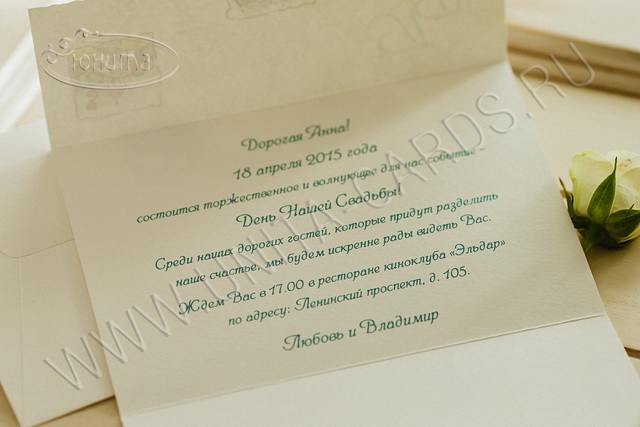 Юнита
Дорогая Анна!
18 апреля 2015 года
состоится торжественное и волнующее для нас событие –
День Нашей Свадьбы!
Среди наших дорогих гостей, которые придут разделить
наше счастье, мы будем искренне рады видеть Вас.
Ждем Вас в 17.00 в ресторане киноклуба «Эльдар»
по адресу: Ленинский проспект, д. 105.
Любовь и Владимир
WWW.UNITA-CARDS.RU